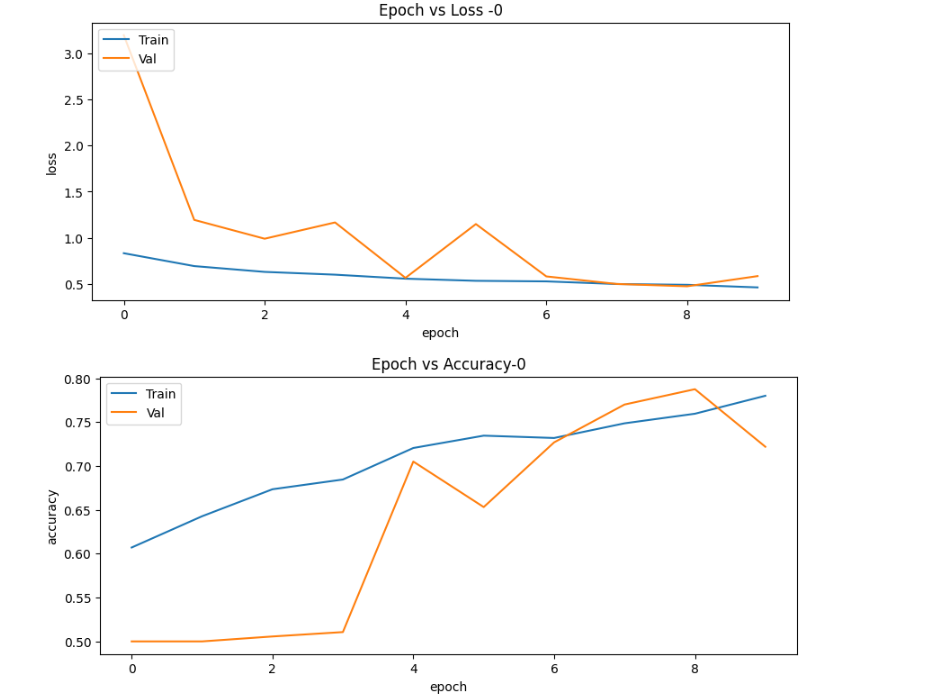 Epoch vs Loss -0
Train
Val
3.0
2.5
2.0
1.5
1.0
0.5
loss
0 2 4 6 8
epoch
Epoch vs Accuracy-0
Train
Val
0.80
0.75
0.70
0.65
0.60
0.55
0.50
accuracy
0 2 4 6 8
epoch